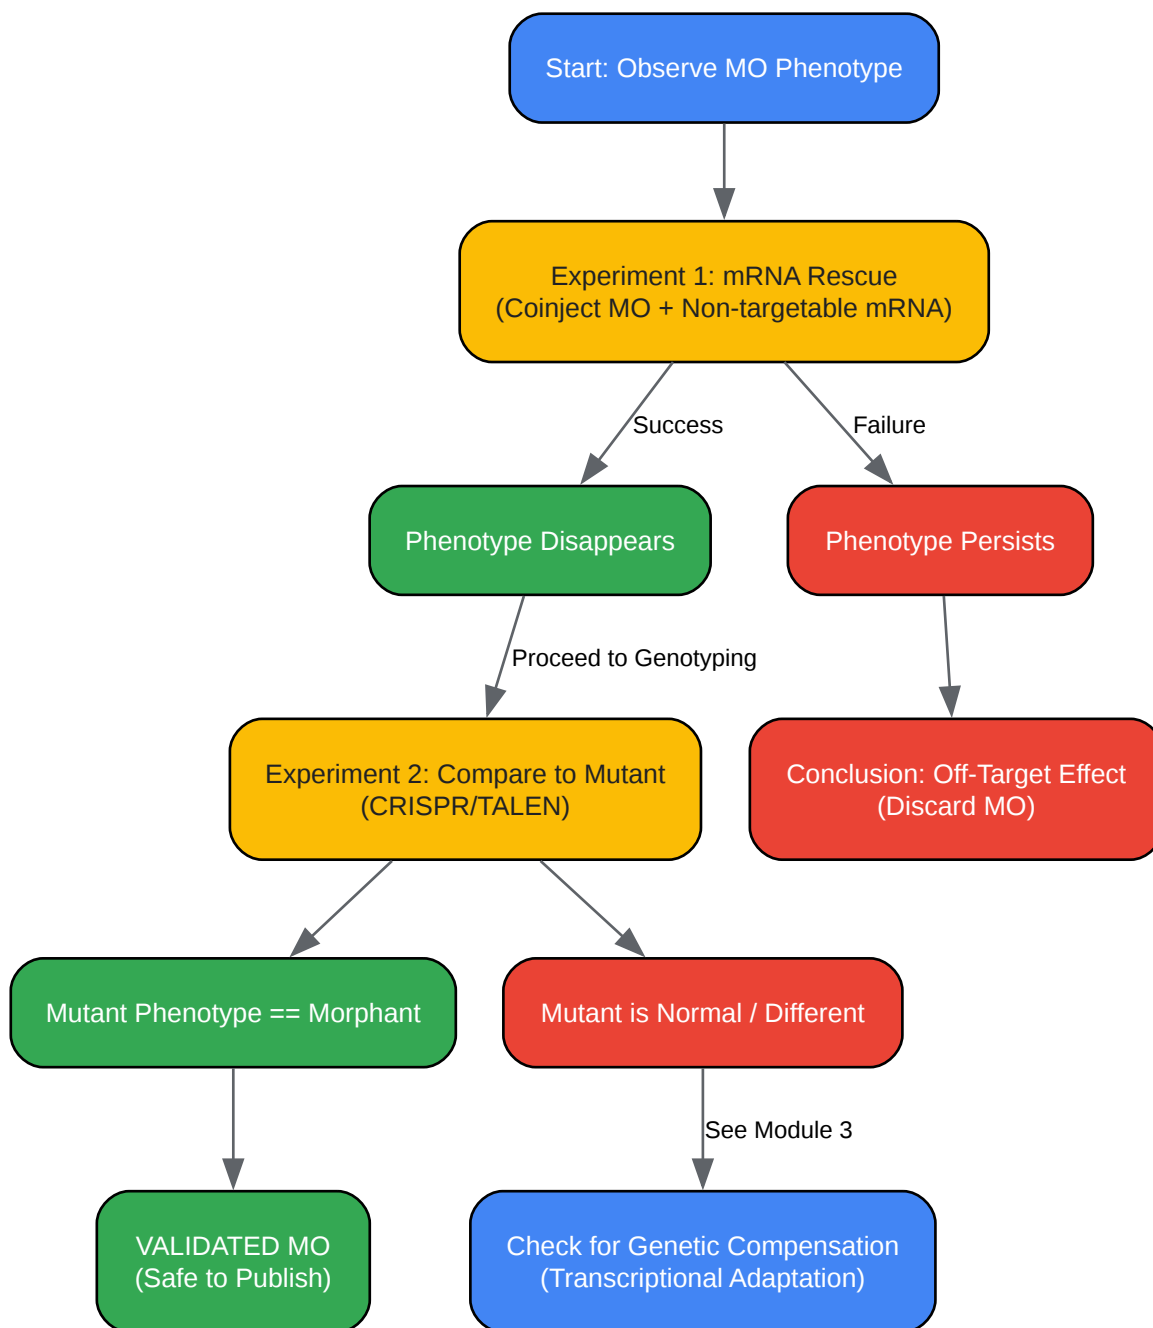 Start: Observe MO Phenotype
Experiment 1: mRNA Rescue
(Coinject MO + Non-targetable mRNA)
Success
Failure
Phenotype Disappears
Phenotype Persists
Proceed to Genotyping
Experiment 2: Compare to Mutant
(CRISPR/TALEN)
Conclusion: Off-Target Effect
(Discard MO)
Mutant Phenotype == Morphant
Mutant is Normal / Different
See Module 3
VALIDATED MO
(Safe to Publish)
Check for Genetic Compensation
(Transcriptional Adaptation)